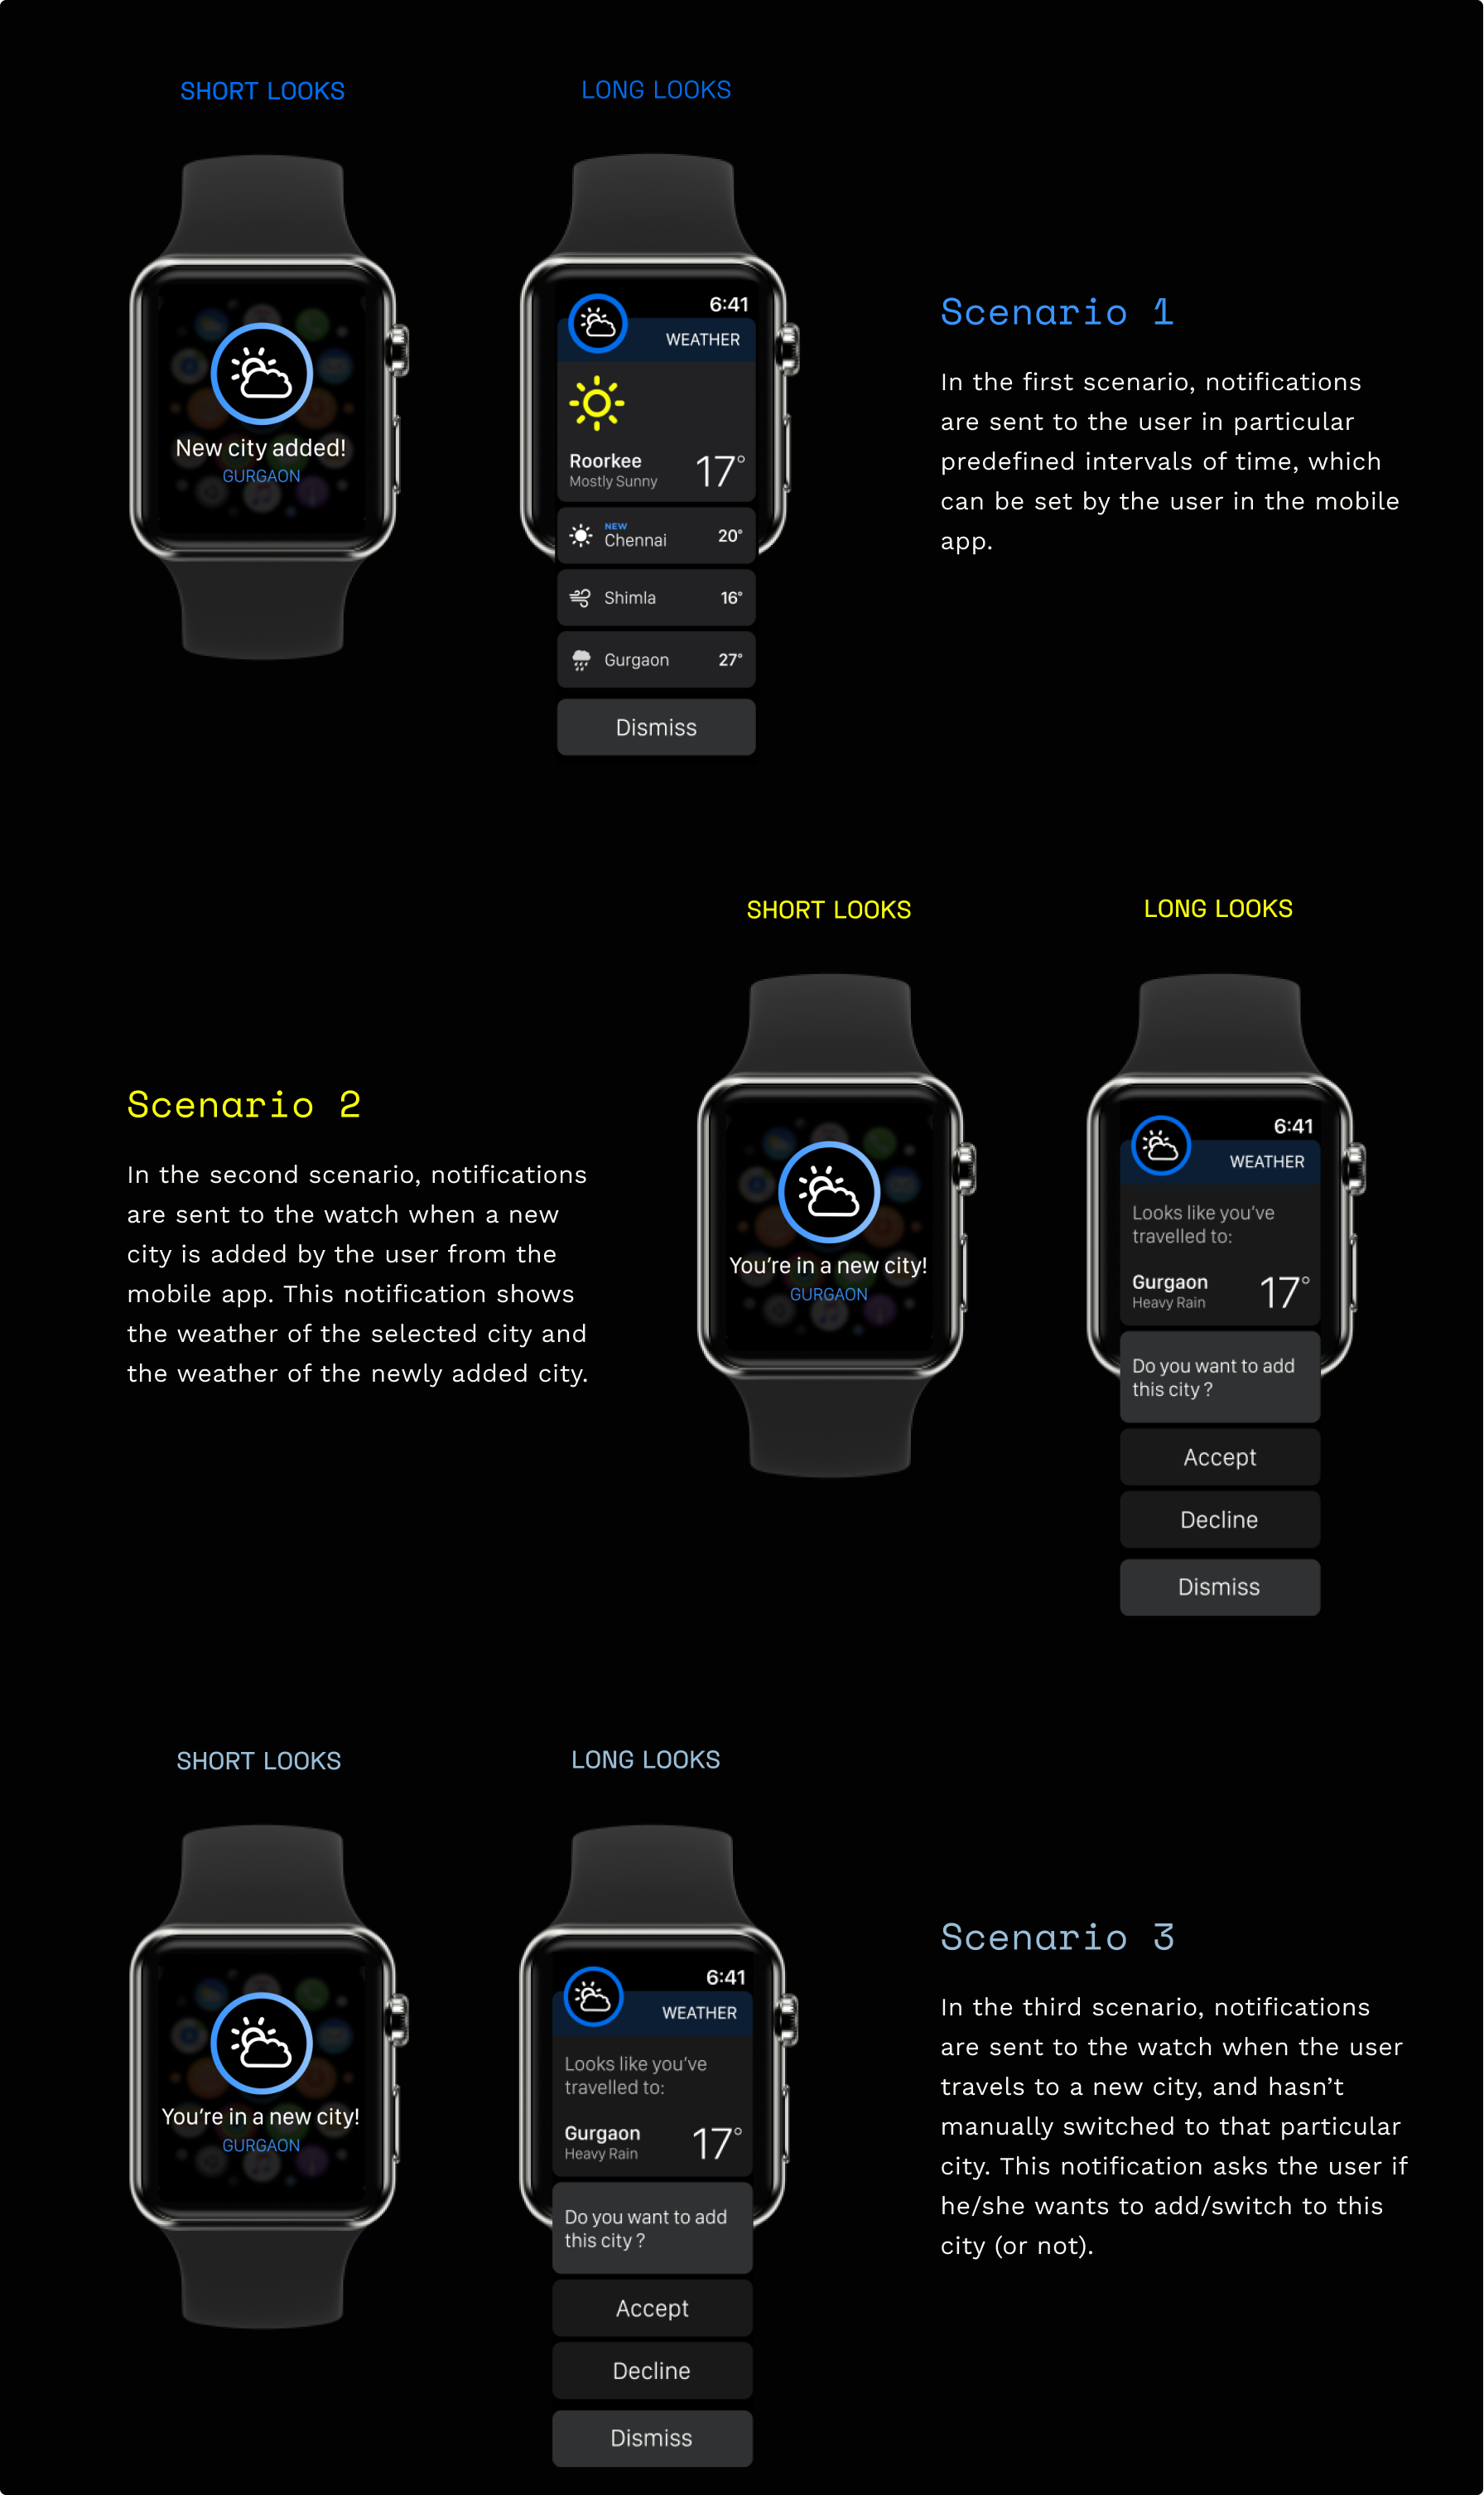 SHORT LOOKS
LONG LOOKS
New city added!
GURGAON
6:41
WEATHER
Roorkee
Mostly Sunny
17°
NEW
Chennai
20°
Shimla
16°
Gurgaon
27°
Dismiss
Scenario 1
In the first scenario, notifications
are sent to the user in particular
predefined intervals of time, which
can be set by the user in the mobile
app.
Scenario 2
In the second scenario, notifications
are sent to the watch when a new
city is added by the user from the
mobile app. This notification shows
the weather of the selected city and
the weather of the newly added city.
SHORT LOOKS
LONG LOOKS
You're in a new city!
GURGAON
6:41
WEATHER
Looks like you've
travelled to:
Gurgaon
Heavy Rain
17°
Do you want to add
this city ?
Accept
Decline
Dismiss
SHORT LOOKS
LONG LOOKS
You're in a new city!
GURGAON
6:41
WEATHER
Looks like you've
travelled to:
Gurgaon
Heavy Rain
17°
Do you want to add
this city ?
Accept
Decline
Dismiss
Scenario 3
In the third scenario, notifications
are sent to the watch when the user
travels to a new city, and hasn't
manually switched to that particular
city. This notification asks the user if
he/she wants to add/switch to this
city (or not).